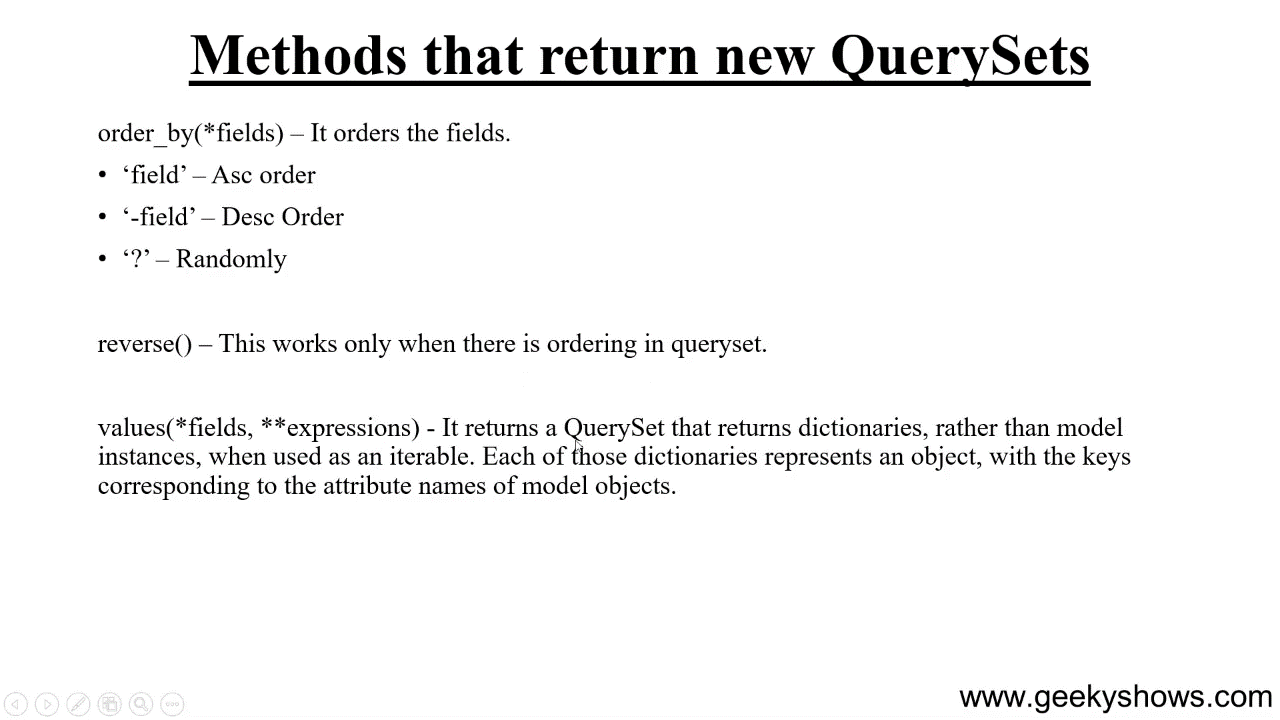 Methods that return new QuerySets
order_by(*fields) – It orders the fields.
• ‘field’ – Asc order
• ‘-field’ – Desc Order
• ‘?’ – Randomly
reverse() – This works only when there is ordering in queryset.
values(*fields, **expressions) - It returns a QuerySet that returns dictionaries, rather than model
instances, when used as an iterable. Each of those dictionaries represents an object, with the keys
corresponding to the attribute names of model objects.
www.geekyshows.com